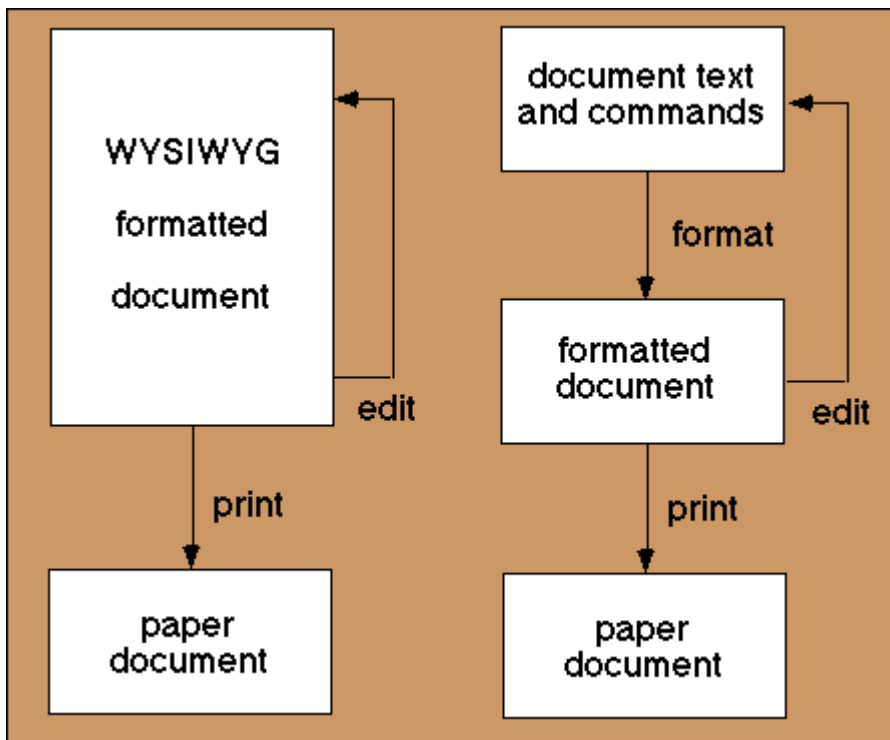 WYSIWYG
formatted
document
edit
print
paper
document
document text
and commands
format
formatted
document
edit
print
paper
document